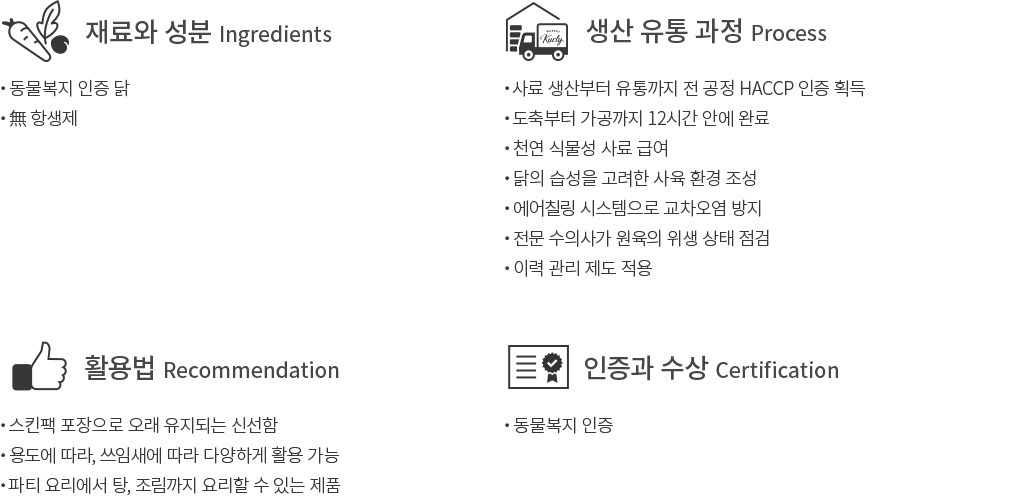 재료와 성분 Ingredients
• 동물복지 인증 닭
• 無 항생제
Kurly
생산 유통 과정 Process
• 사료 생산부터 유통까지 전 공정 HACCP 인증 획득
• 도축부터 가공까지 12시간 안에 완료
• 천연 식물성 사료 급여
• 닭의 습성을 고려한 사육 환경 조성
• 에어칠링 시스템으로 교차오염 방지
• 전문 수의사가 원육의 위생 상태 점검
• 이력 관리 제도 적용
활용법 Recommendation
• 스킨팩 포장으로 오래 유지되는 신선함
• 용도에 따라, 쓰임새에 따라 다양하게 활용 가능
• 파티 요리에서 탕, 조림까지 요리할 수 있는 제품
인증과 수상 Certification
• 동물복지 인증